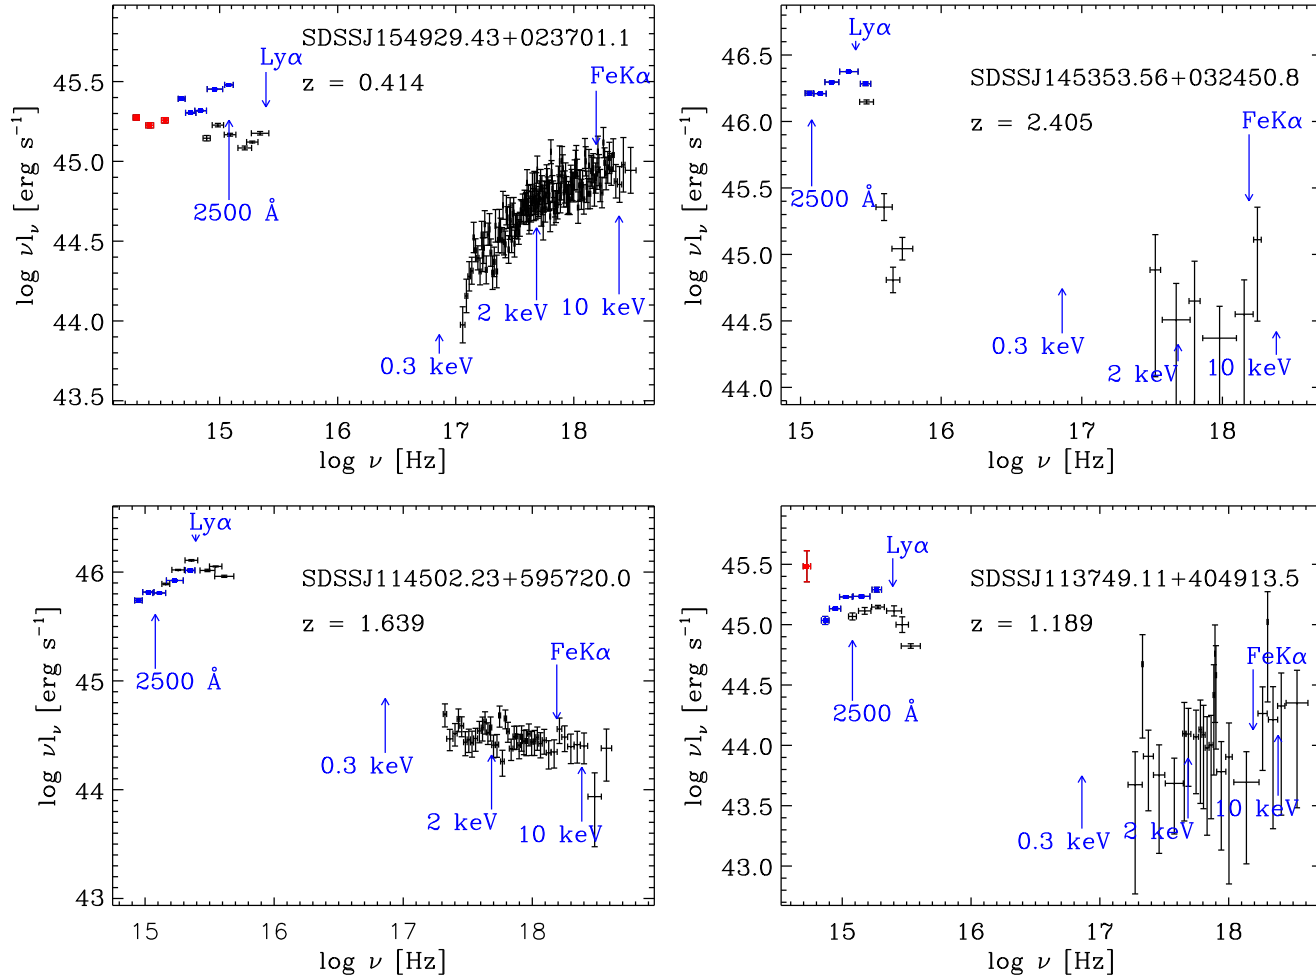 SDSSJ154929.43+023701.1
Lyα
z = 0.414
FeKα
2500 Å
2 keV
10 keV
0.3 keV
45.5
45.0
44.5
44.0
43.5
log νlν [erg s−1]
15
16
17
18
log ν [Hz]
Lyα
SDSSJ145353.56+032450.8
z = 2.405
FeKα
2500 Å
0.3 keV
2 keV
10 keV
46.5
46.0
45.5
45.0
44.5
44.0
log νlν [erg s−1]
15
16
17
18
log ν [Hz]
Lyα
SDSSJ114502.23+595720.0
z = 1.639
FeKα
2500 Å
0.3 keV
2 keV
10 keV
46
45
44
43
log νlν [erg s−1]
15
16
17
18
log ν [Hz]
Lyα
SDSSJ113749.11+404913.5
z = 1.189
FeKα
2500 Å
0.3 keV
2 keV
10 keV
45.5
45.0
44.5
44.0
43.5
43.0
log νlν [erg s−1]
15
16
17
18
log ν [Hz]